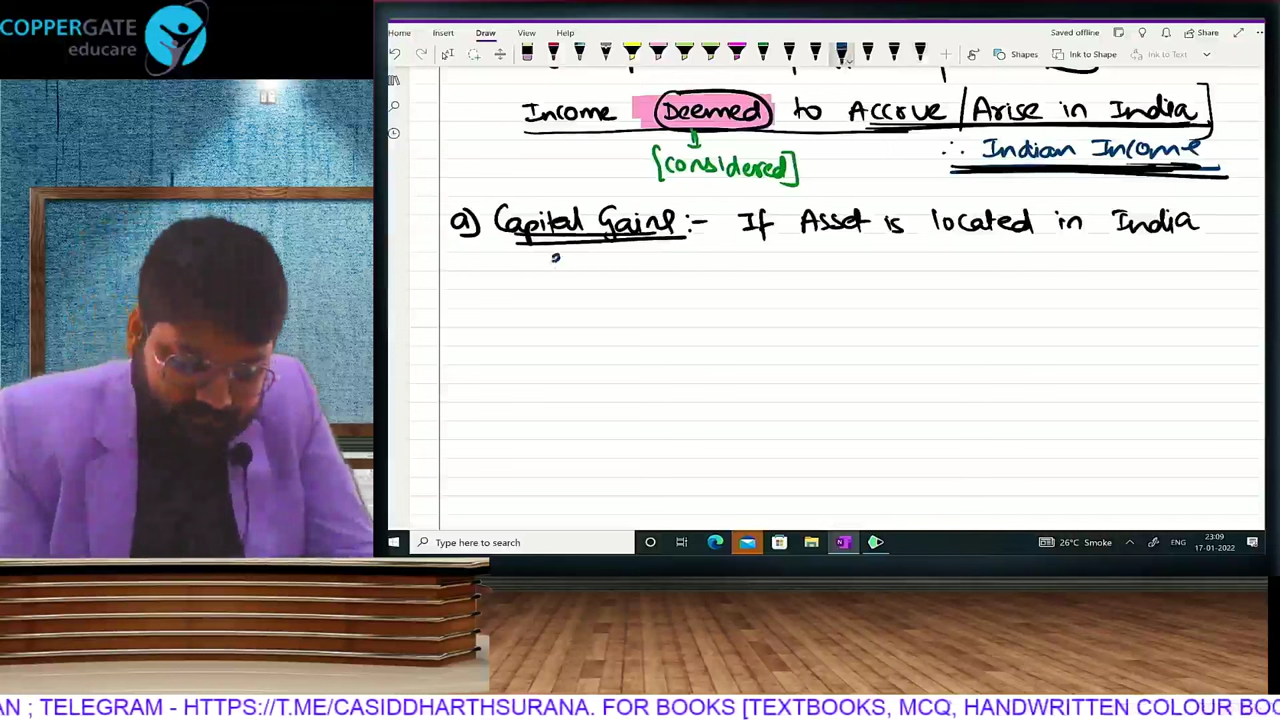 COPPERGATE
educare
Home Insert Draw View Help
Saved offline
Share
Shapes
Ink to Shape
Ink to Text
Income Deemed to Accrue / Arise in India
[considered]
∴ Indian Income
a) Capital Gains :- If Asset is located in India
Type here to search
26°C Smoke
ENG
23:09
17-01-2022
AN ; TELEGRAM - HTTPS://T.ME/CASIDDHARTHSURANA. FOR BOOKS [TEXTBOOKS, MCQ, HANDWRITTEN COLOUR BO